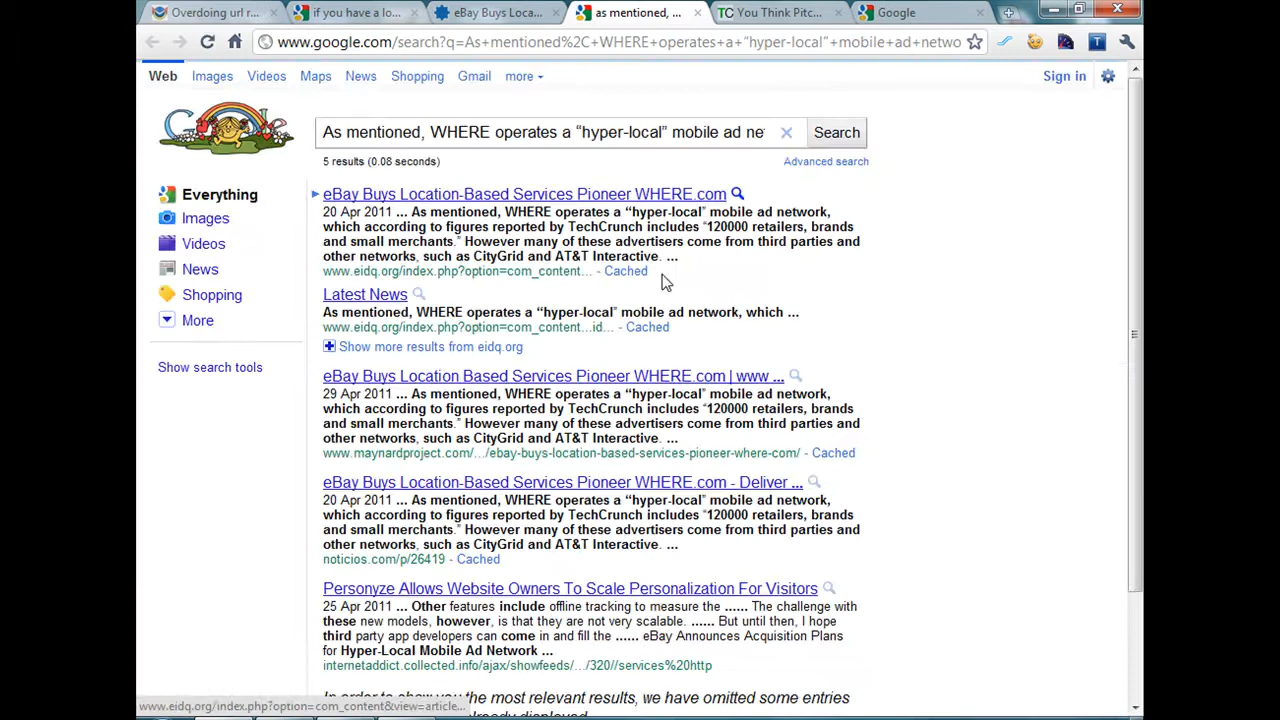 Overdoing url r...
if you have a lo...
eBay Buys Loca...
as mentioned, ...
You Think Pitc...
Google
www.google.com/search?q=As+mentioned%2C+WHERE+operates+a+“hyper-local”+mobile+ad+netwo
Web Images Videos Maps News Shopping Gmail more
Sign in
As mentioned, WHERE operates a “hyper-local” mobile ad ne
Search
5 results (0.08 seconds)
Advanced search
Everything
Images
Videos
News
Shopping
More
Show search tools
eBay Buys Location-Based Services Pioneer WHERE.com
20 Apr 2011 ... As mentioned, WHERE operates a “hyper-local” mobile ad network,
which according to figures reported by TechCrunch includes “120000 retailers, brands
and small merchants.” However many of these advertisers come from third parties and
other networks, such as CityGrid and AT&T Interactive. ...
www.eidq.org/index.php?option=com_content... - Cached
Latest News
As mentioned, WHERE operates a “hyper-local” mobile ad network, which ...
www.eidq.org/index.php?option=com_content...id... - Cached
Show more results from eidq.org
eBay Buys Location Based Services Pioneer WHERE.com | www ...
29 Apr 2011 ... As mentioned, WHERE operates a “hyper-local” mobile ad network,
which according to figures reported by TechCrunch includes “120000 retailers, brands
and small merchants.” However many of these advertisers come from third parties and
other networks, such as CityGrid and AT&T Interactive. ...
www.maynardproject.com/.../ebay-buys-location-based-services-pioneer-where-com/ - Cached
eBay Buys Location-Based Services Pioneer WHERE.com - Deliver ...
20 Apr 2011 ... As mentioned, WHERE operates a “hyper-local” mobile ad network,
which according to figures reported by TechCrunch includes “120000 retailers, brands
and small merchants.” However many of these advertisers come from third parties and
other networks, such as CityGrid and AT&T Interactive. ...
noticios.com/p/26419 - Cached
Personyze Allows Website Owners To Scale Personalization For Visitors
25 Apr 2011 ... Other features include offline tracking to measure the ...... The challenge with
these new models, however, is that they are not very scalable. ...... But until then, I hope
third party app developers can come in and fill the ...... eBay Announces Acquisition Plans
for Hyper-Local Mobile Ad Network ...
internetaddict.collected.info/ajax/showfeeds/.../320//services%20http
In order to show you the most relevant results, we have omitted some entries
already displayed.
www.eidq.org/index.php?option=com_content&view=article...